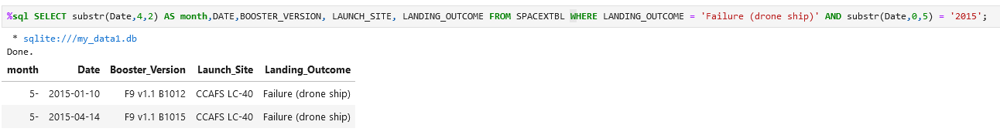 %sql SELECT substr(Date,4,2) AS month,DATE,BOOSTER_VERSION, LAUNCH_SITE, LANDING_OUTCOME FROM SPACEXTBL WHERE LANDING_OUTCOME = 'Failure (drone ship)' AND substr(Date,0,5) = '2015';
* sqlite:///my_data1.db
Done.
month Date Booster_Version Launch_Site Landing_Outcome
5- 2015-01-10 F9 v1.1 B1012 CCAFS LC-40 Failure (drone ship)
5- 2015-04-14 F9 v1.1 B1015 CCAFS LC-40 Failure (drone ship)